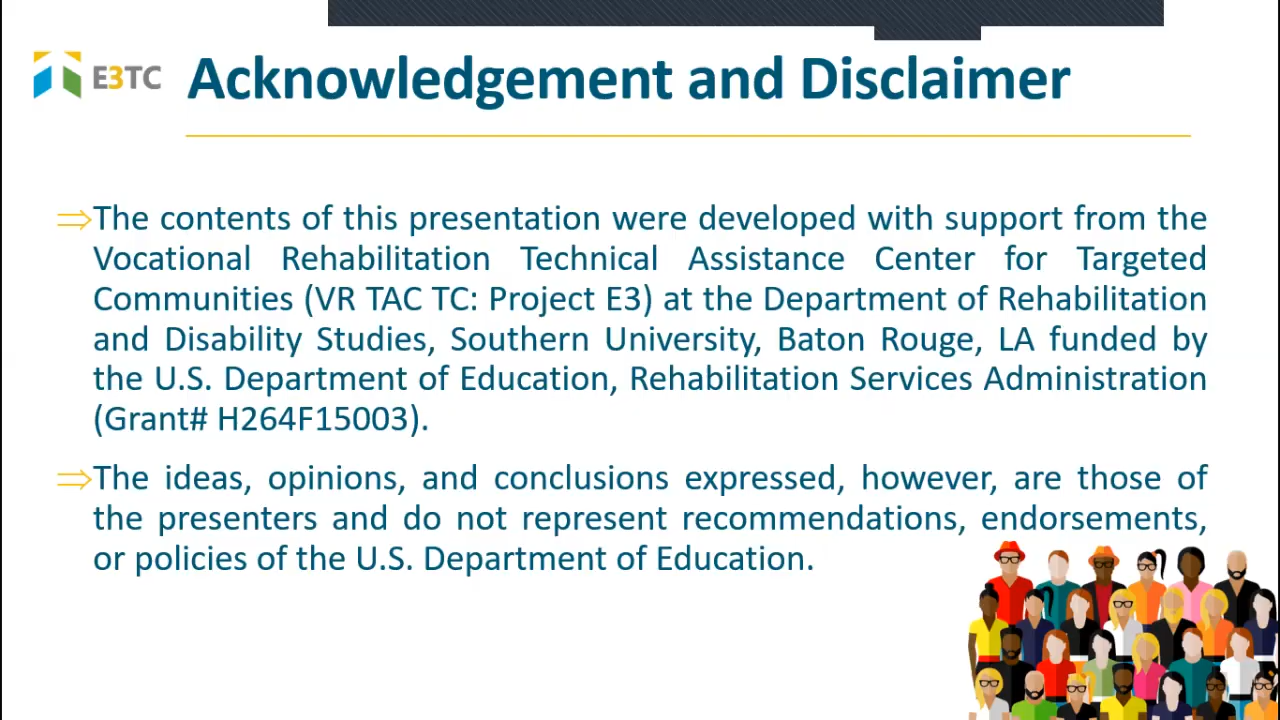 E3TC
Acknowledgement and Disclaimer
⇒The contents of this presentation were developed with support from the
Vocational Rehabilitation Technical Assistance Center for Targeted
Communities (VR TAC TC: Project E3) at the Department of Rehabilitation
and Disability Studies, Southern University, Baton Rouge, LA funded by
the U.S. Department of Education, Rehabilitation Services Administration
(Grant# H264F15003).
⇒The ideas, opinions, and conclusions expressed, however, are those of
the presenters and do not represent recommendations, endorsements,
or policies of the U.S. Department of Education.